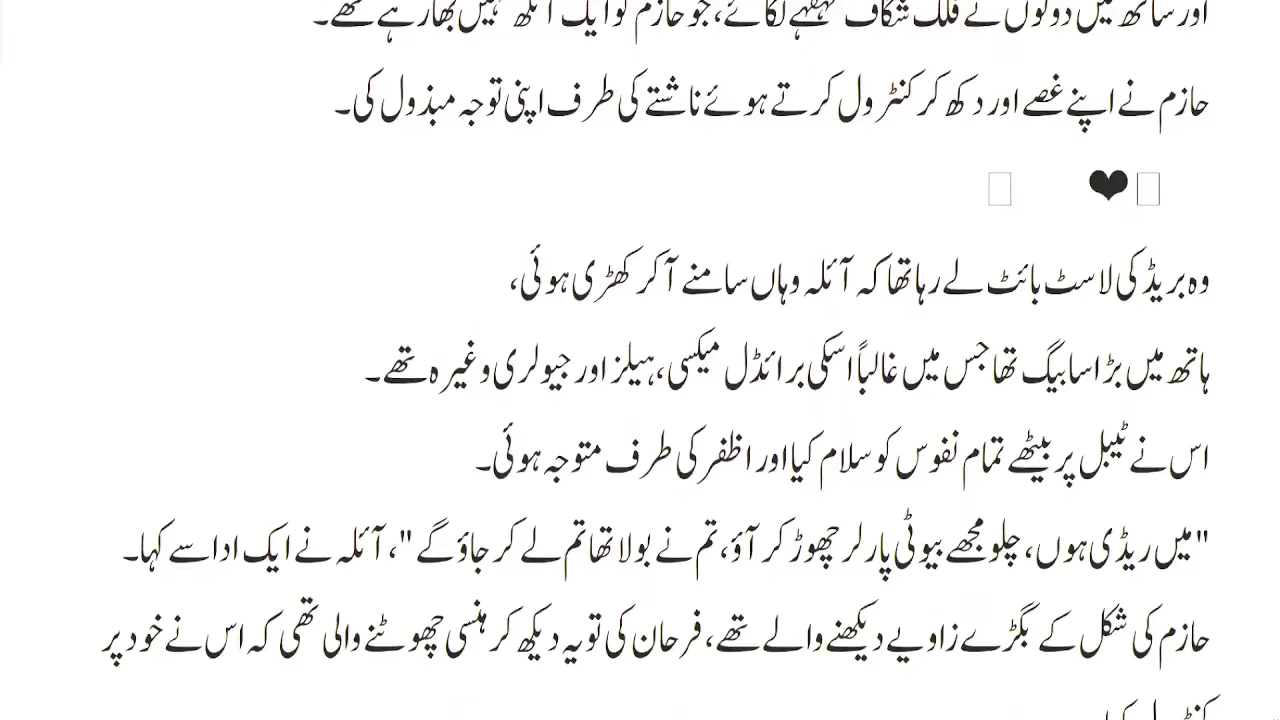 اور ساتھ میں دونوں نے فلک شگاف قہقہے لگائے، جو حازم کو ایک آنکھ نہیں بھا رہے تھے۔
حازم نے اپنے غصے اور دکھ کر کنٹرول کرتے ہوئے ناشتے کی طرف اپنی توجہ مبذول کی۔
❤
وہ بریڈ کی لاسٹ بائٹ لے رہا تھا کہ آئلہ وہاں سامنے آکر کھڑی ہوئی،
ہاتھ میں بڑا سا بیگ تھا جس میں غالباً اسکی برائڈل میکسی، ہیلز اور جیولری وغیرہ تھے۔
اس نے ٹیبل پر بیٹھے تمام نفوس کو سلام کیا اور اظفر کی طرف متوجہ ہوئی۔
"میں ریڈی ہوں، چلو مجھے بیوٹی پارلر چھوڑ کر آؤ، تم نے بولا تھا تم لے کر جاؤ گے"، آئلہ نے ایک ادا سے کہا۔
حازم کی شکل کے بگڑے زاویے دیکھنے والے تھے، فرحان کی تو یہ دیکھ کر ہنسی چھوٹنے والی تھی کہ اس نے خود پر